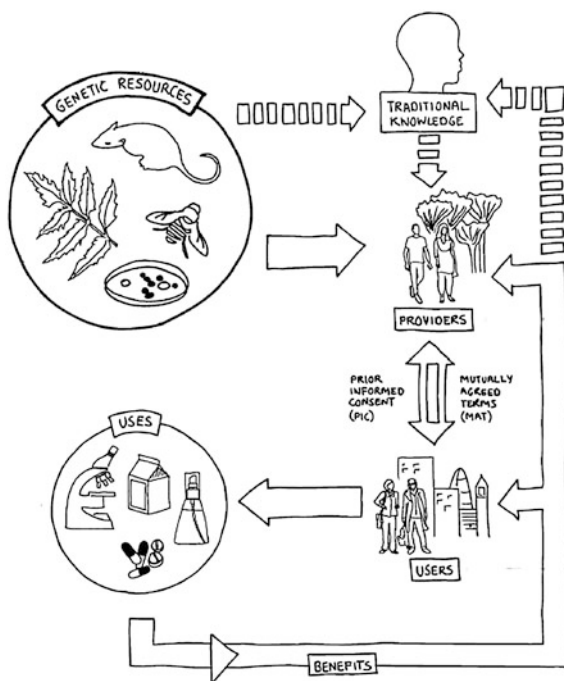 GENETIC RESOURCES
TRADITIONAL
KNOWLEDGE
PROVIDERS
PRIOR
INFORMED
CONSENT
(PIC)
MUTUALLY
AGREED
TERMS
(MAT)
USES
USERS
BENEFITS